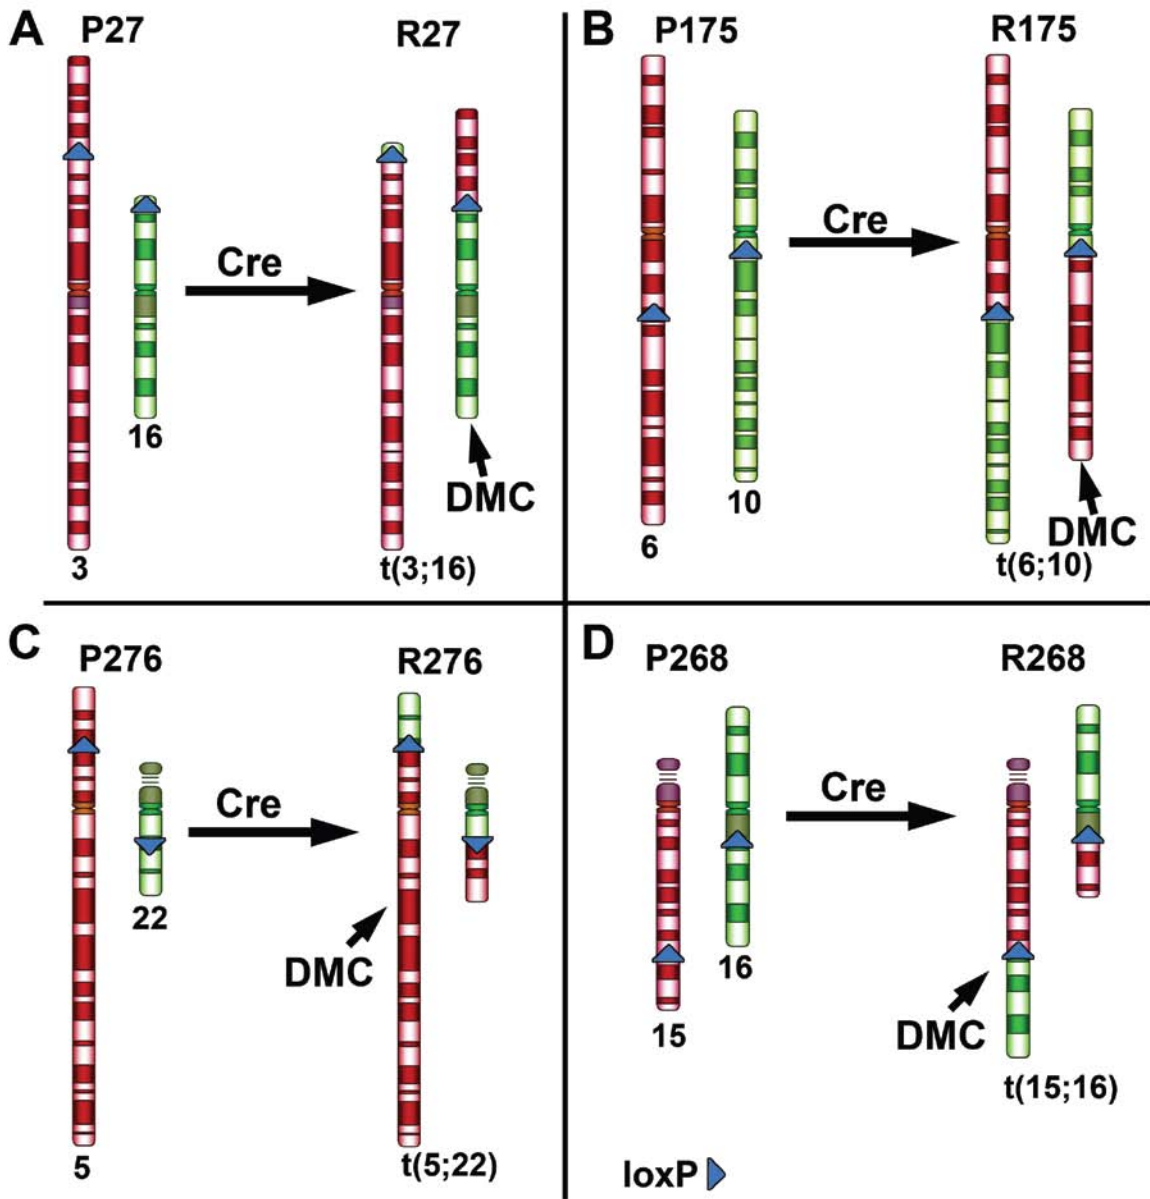 A
P27
R27
Cre
16
DMC
3
t(3;16)
B
P175
R175
Cre
10
6
DMC
t(6;10)
C
P276
R276
Cre
22
DMC
5
t(5;22)
D
P268
R268
Cre
16
15
DMC
t(15;16)
loxP